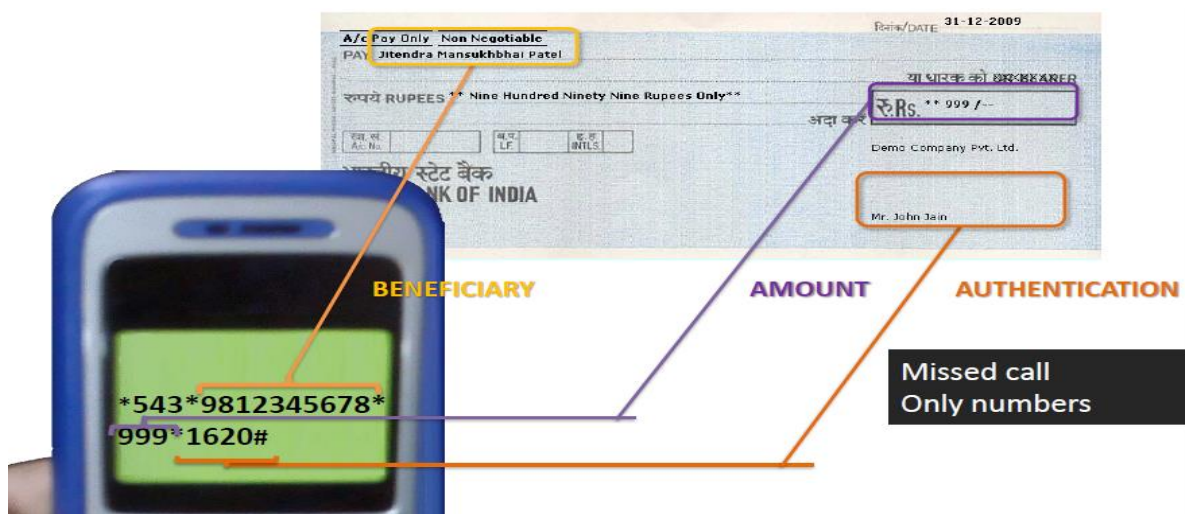 दिनांक/DATE 31-12-2009
A/c Pay Only Non Negotiable
PAY Jitendra Mansukhbhai Patel
या धारक को OR BEARER
रुपये RUPEES ** Nine Hundred Ninety Nine Rupees Only**
अदा करें रु.Rs. ** 999 /--
खा. सं. A/c. No.
ब.प. L.F. ह. ह. INTLS.
Demo Company Pvt. Ltd.
भारतीय स्टेट बैंक
NK OF INDIA
Mr. John Jain
BENEFICIARY AMOUNT AUTHENTICATION
Missed call
Only numbers
*543*9812345678*
999*1620#